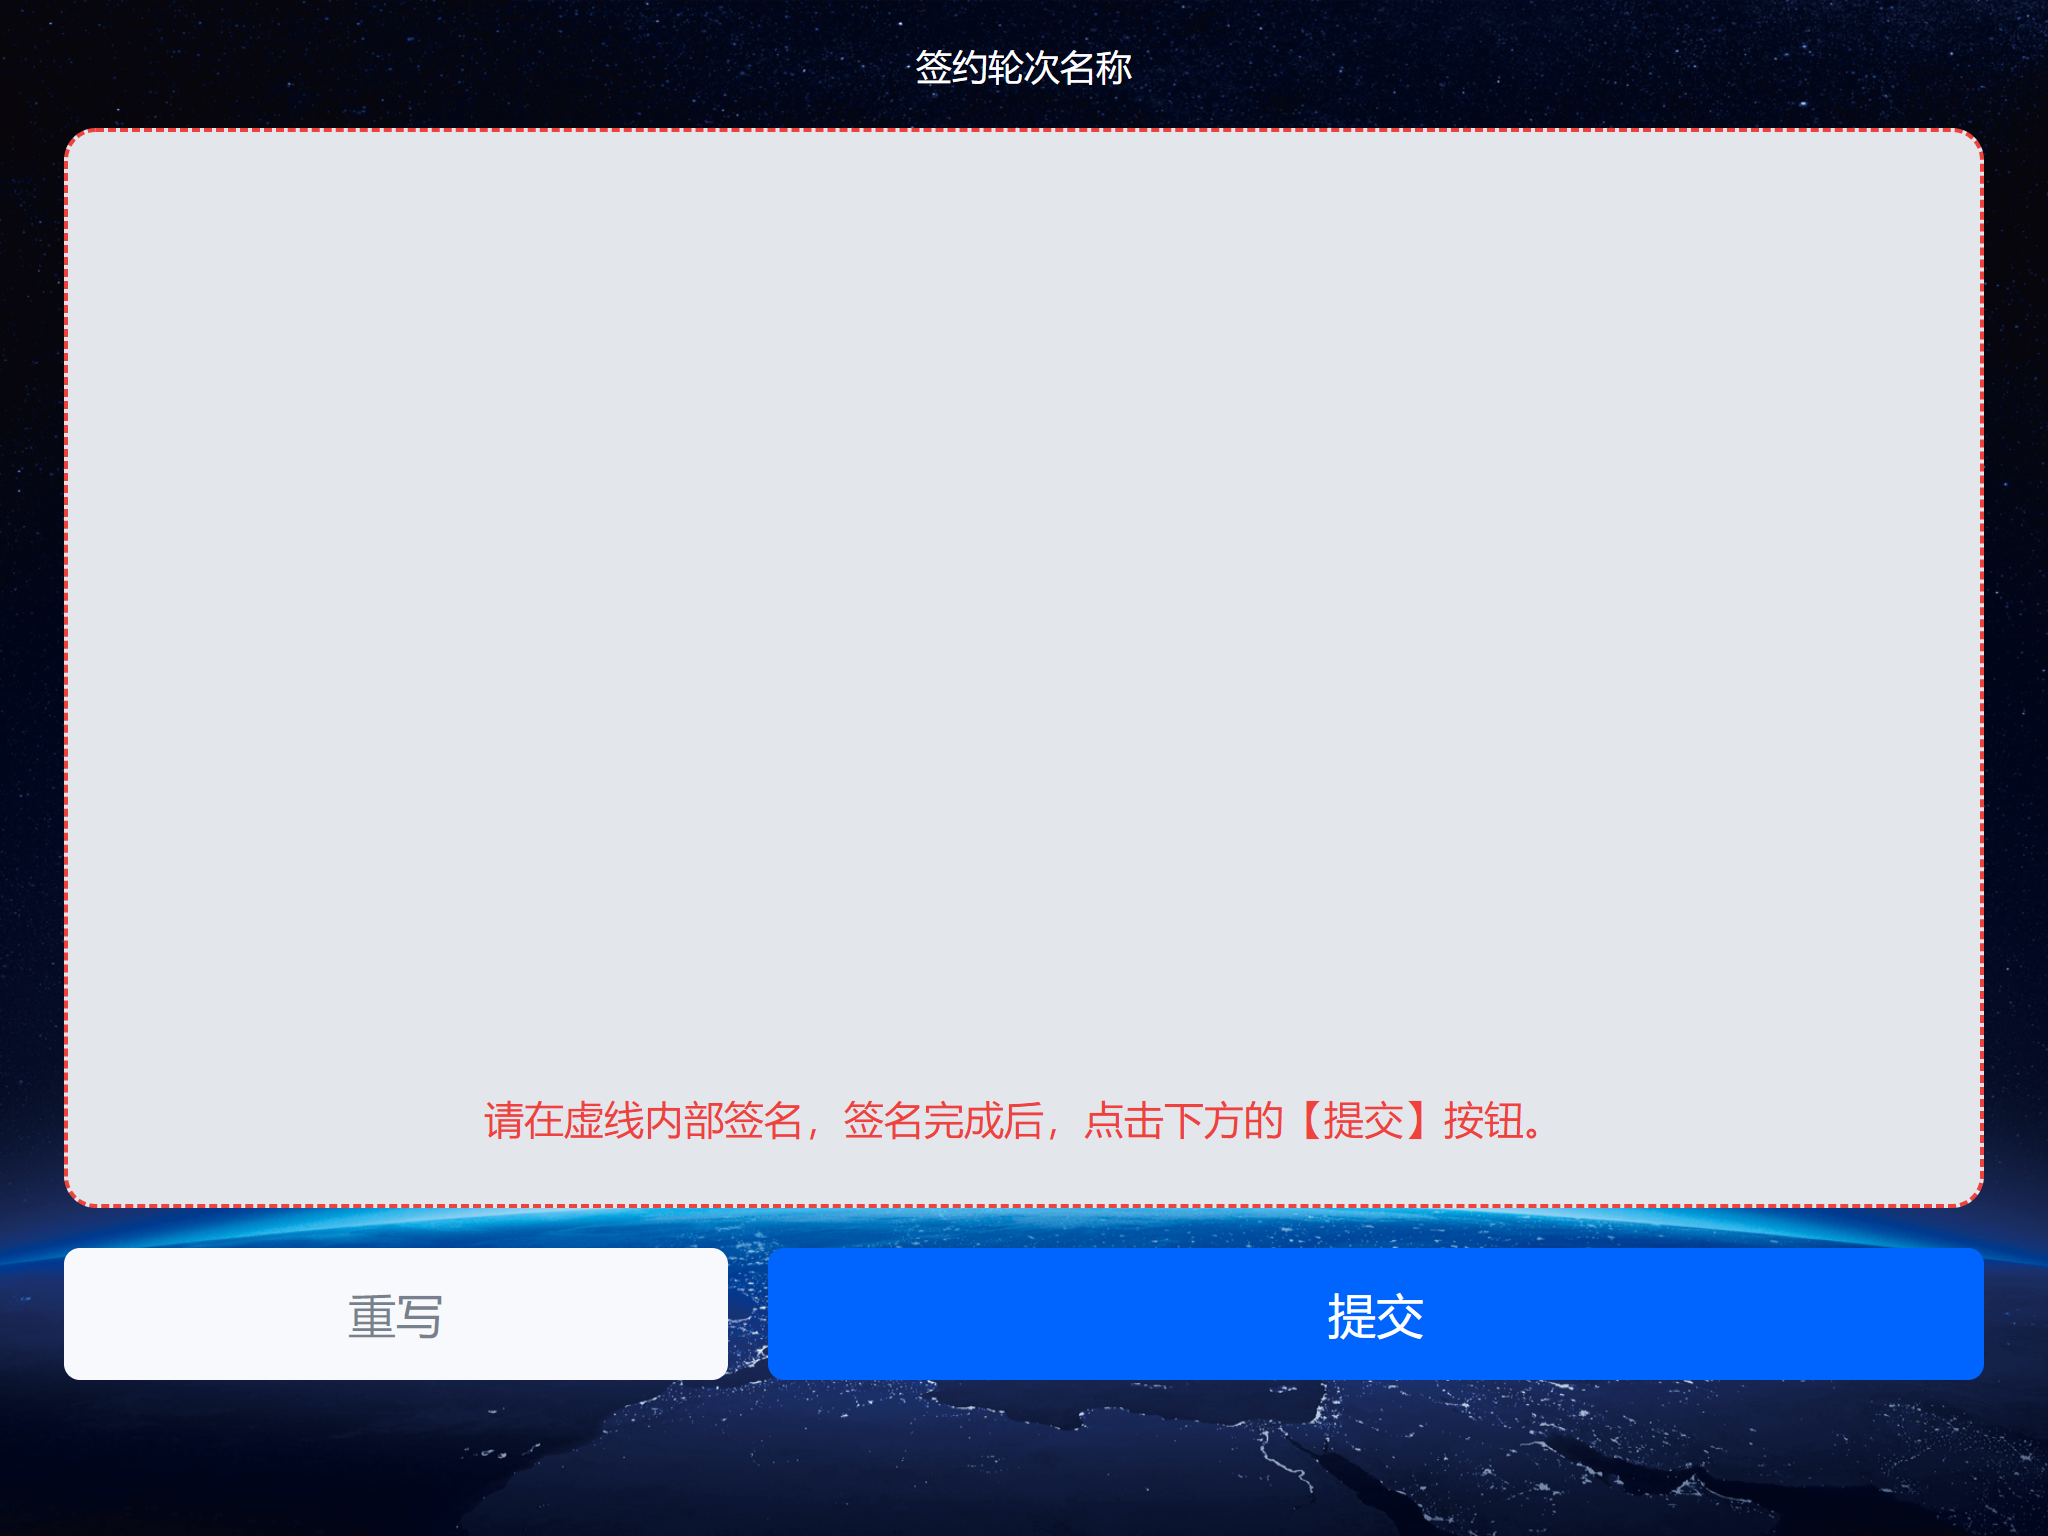 签约轮次名称
请在虚线内部签名，签名完成后，点击下方的【提交】按钮。
重写
提交